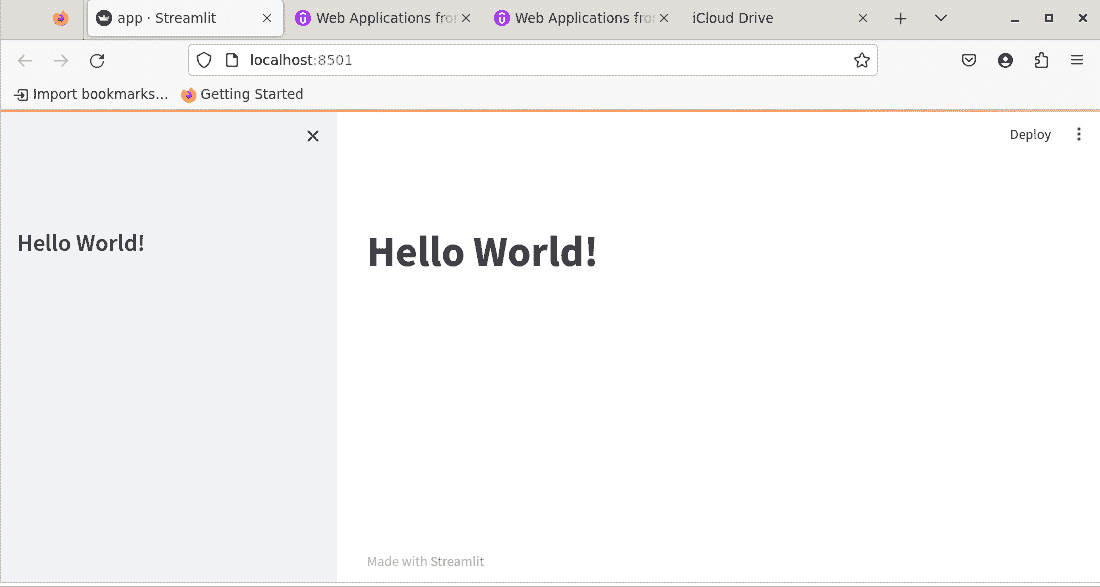 app · Streamlit
Web Applications fro
Web Applications fro
iCloud Drive
localhost:8501
Import bookmarks...
Getting Started
Deploy
Hello World!
Hello World!
Made with Streamlit